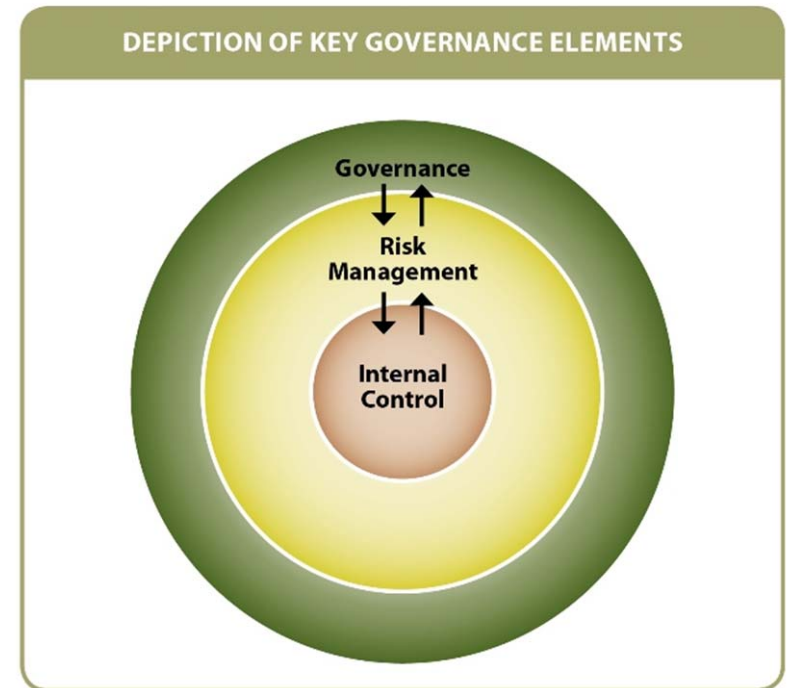 DEPICTION OF KEY GOVERNANCE ELEMENTS
Governance
Risk
Management
Internal
Control